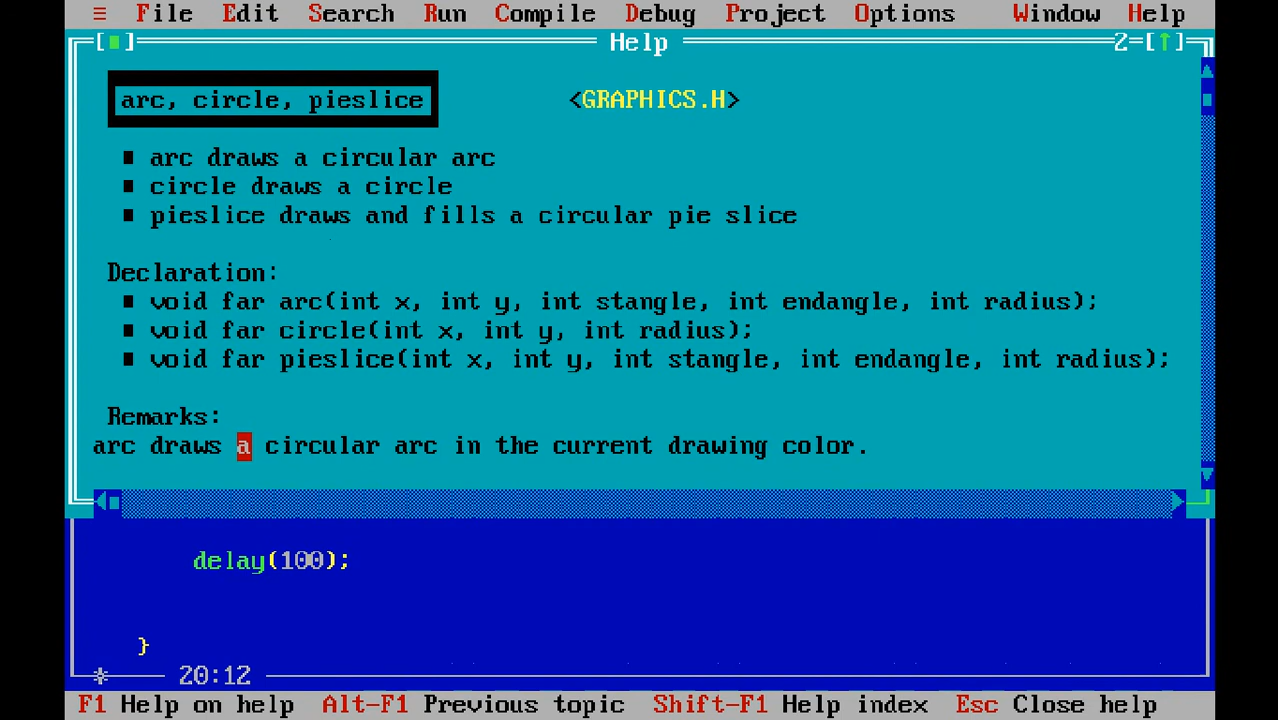 ≡ File Edit Search Run Compile Debug Project Options Window Help
[■] Help 2=[↑]
arc, circle, pieslice <GRAPHICS.H>
■ arc draws a circular arc
■ circle draws a circle
■ pieslice draws and fills a circular pie slice
Declaration:
■ void far arc(int x, int y, int stangle, int endangle, int radius);
■ void far circle(int x, int y, int radius);
■ void far pieslice(int x, int y, int stangle, int endangle, int radius);
Remarks:
arc draws a circular arc in the current drawing color.
delay(100);
}
20:12
F1 Help on help Alt-F1 Previous topic Shift-F1 Help index Esc Close help